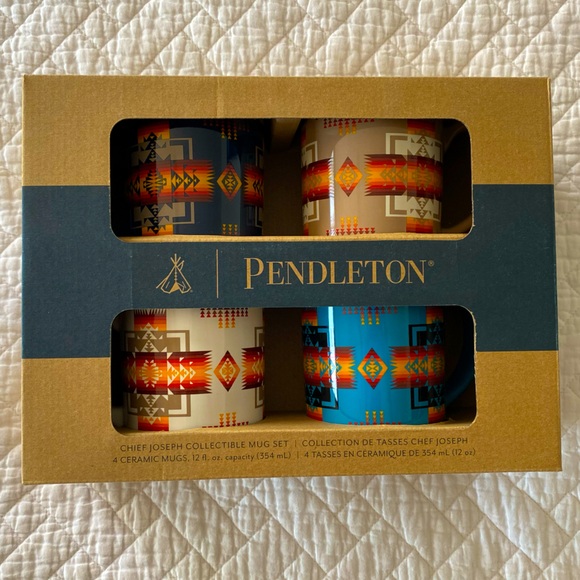 PENDLETON®
CHIEF JOSEPH COLLECTIBLE MUG SET | COLLECTION DE TASSES CHEF JOSEPH
4 CERAMIC MUGS, 12 fl. oz. capacity (354 mL) | 4 TASSES EN CÉRAMIQUE DE 354 mL (12 oz)